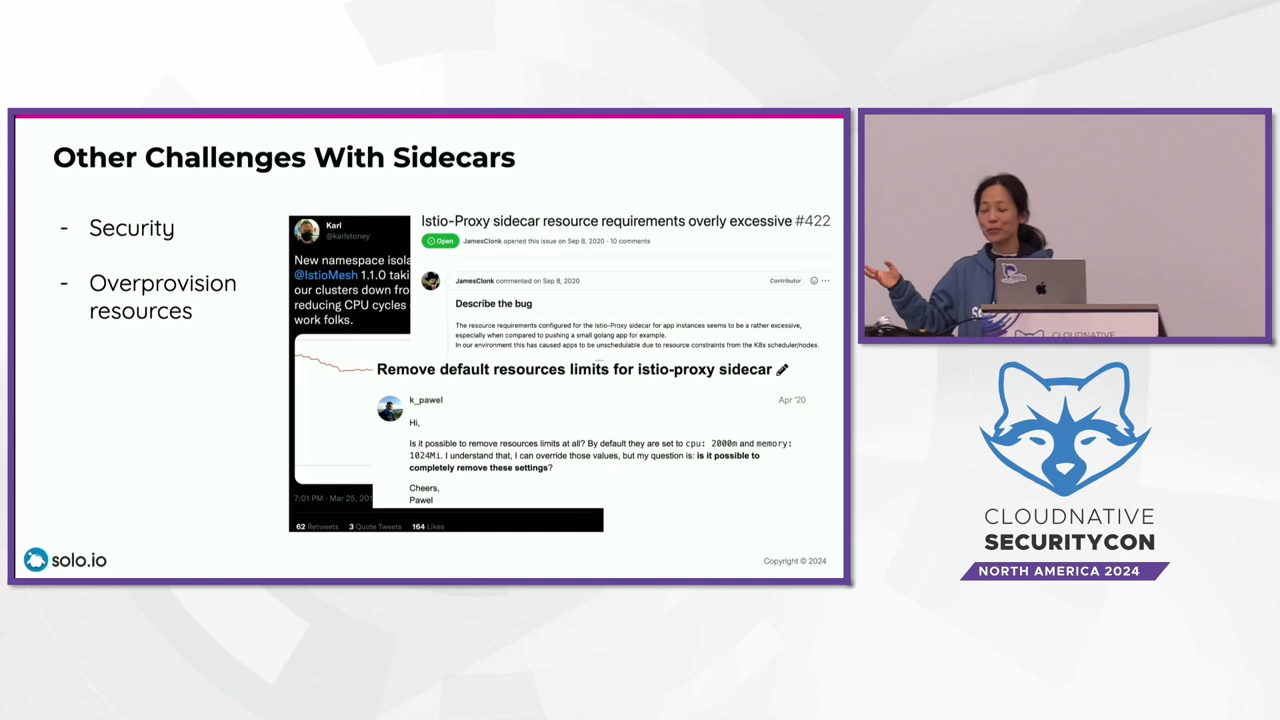 Other Challenges With Sidecars
- Security
- Overprovision
resources
Karl
@karlstoney
New namespace isola
@IstioMesh 1.1.0 taki
our clusters down fro
reducing CPU cycles
work folks.
7:01 PM · Mar 25, 201
62 Retweets 3 Quote Tweets 164 Likes
Istio-Proxy sidecar resource requirements overly excessive #422
Open JamesClonk opened this issue on Sep 8, 2020 · 10 comments
JamesClonk commented on Sep 8, 2020 Contributor
Describe the bug
The resource requirements configured for the Istio-Proxy sidecar for app instances seems to be a rather excessive,
especially when compared to pushing a small golang app for example.
In our environment this has caused apps to be unschedulable due to resource constraints from the K8s scheduler/nodes.
Remove default resources limits for istio-proxy sidecar
k_pawel Apr '20
Hi,
Is it possible to remove resources limits at all? By default they are set to cpu: 2000m and memory:
1024Mi. I understand that, I can override those values, but my question is: is it possible to
completely remove these settings?
Cheers,
Pawel
solo.io
Copyright © 2024
CLOUDNATIVE
CLOUDNATIVE
SECURITYCON
NORTH AMERICA 2024